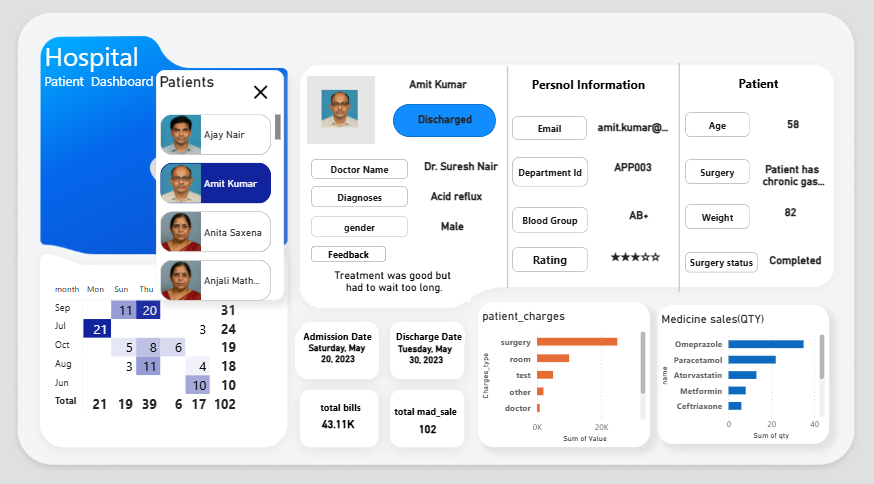 Hospital
Patient Dashboard
Patients
Ajay Nair
Amit Kumar
Anita Saxena
Anjali Math...
month Mon Sun Thu
Sep 11 20 31
Jul 21 3 24
Oct 5 8 6 19
Aug 3 11 4 18
Jun 10 10
Total 21 19 39 6 17 102
Amit Kumar
Discharged
Doctor Name Dr. Suresh Nair
Diagnoses Acid reflux
gender Male
Feedback
Treatment was good but
had to wait too long.
Persnol Information
Email amit.kumar@...
Department Id APP003
Blood Group AB+
Rating ★★★☆☆
Patient
Age 58
Surgery Patient has
chronic gas...
Weight 82
Surgery status Completed
Admission Date
Saturday, May
20, 2023
Discharge Date
Tuesday, May
30, 2023
total bills
43.11K
total mad_sale
102
patient_charges
Charges_type
surgery
room
test
other
doctor
0K 20K
Sum of Value
Medicine sales(QTY)
name
Omeprazole
Paracetamol
Atorvastatin
Metformin
Ceftriaxone
0 20 40
Sum of qty